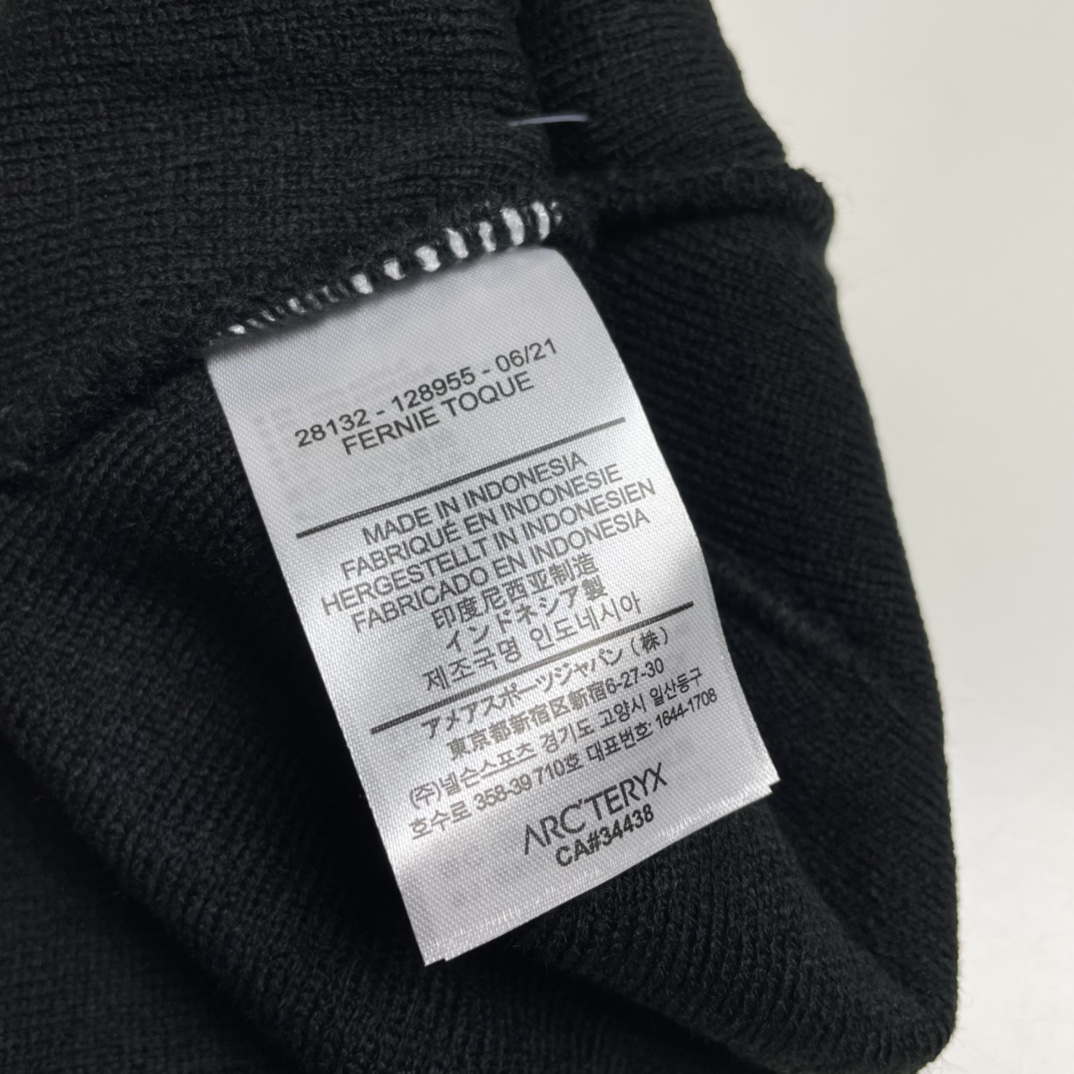 28132 - 128955 - 06/21
FERNIE TOQUE
MADE IN INDONESIA
FABRIQUÉ EN INDONESIE
HERGESTELLT IN INDONESIEN
FABRICADO EN INDONESIA
印度尼西亚制造
インドネシア製
제조국명 인도네시아
アメアスポーツジャパン（株）
東京都新宿区新宿6-27-30
(주)넬슨스포츠 경기도 고양시 일산동구
호수로 358-39 710호 대표번호: 1644-1708
ARC'TERYX
CA#34438